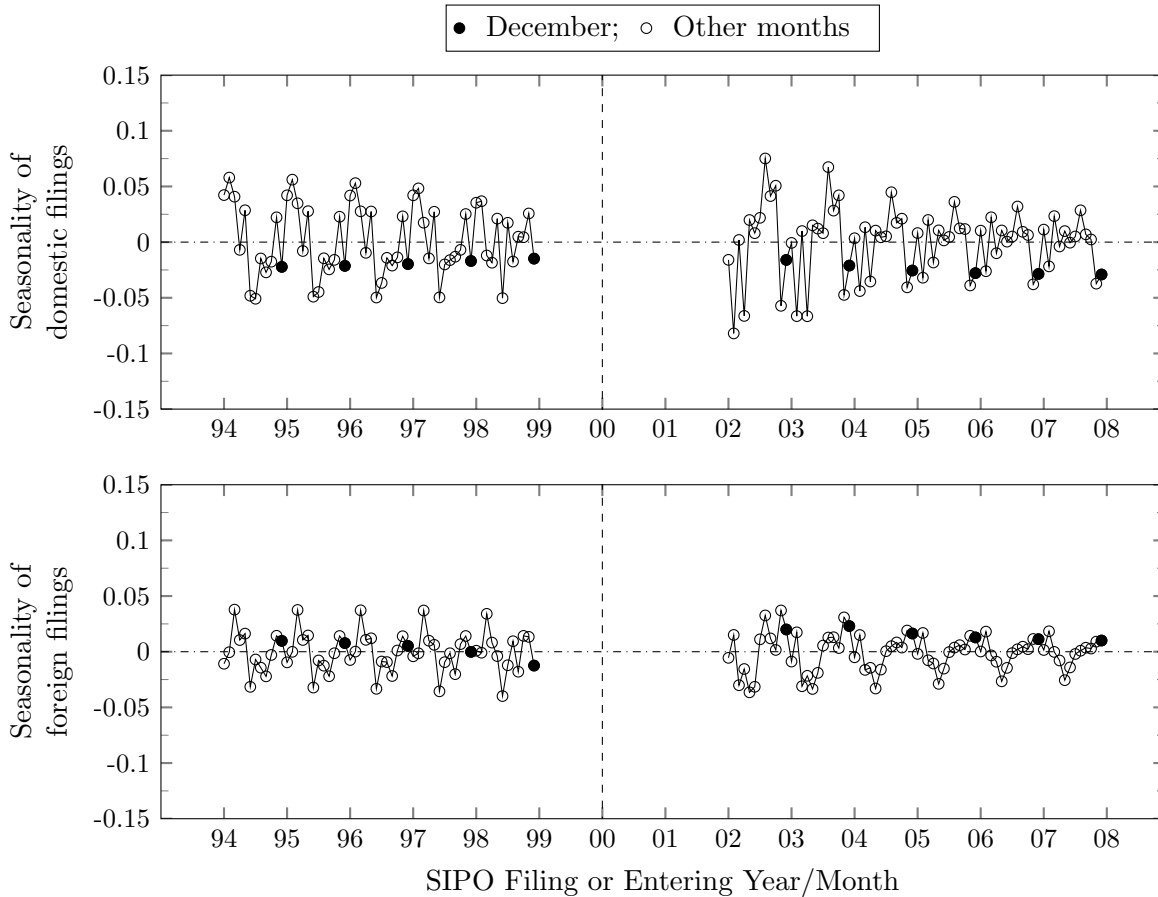 December; Other months
0.15
0.1
0.05
0
-0.05
-0.1
-0.15
Seasonality of
domestic filings
94 95 96 97 98 99 00 01 02 03 04 05 06 07 08
0.15
0.1
0.05
0
-0.05
-0.1
-0.15
Seasonality of
foreign filings
94 95 96 97 98 99 00 01 02 03 04 05 06 07 08
SIPO Filing or Entering Year/Month